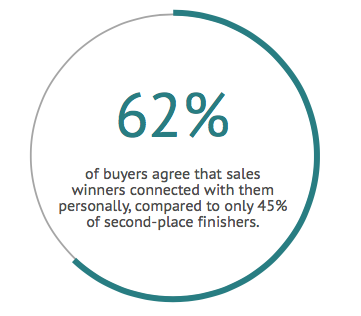 62%
of buyers agree that sales
winners connected with them
personally, compared to only 45%
of second-place finishers.